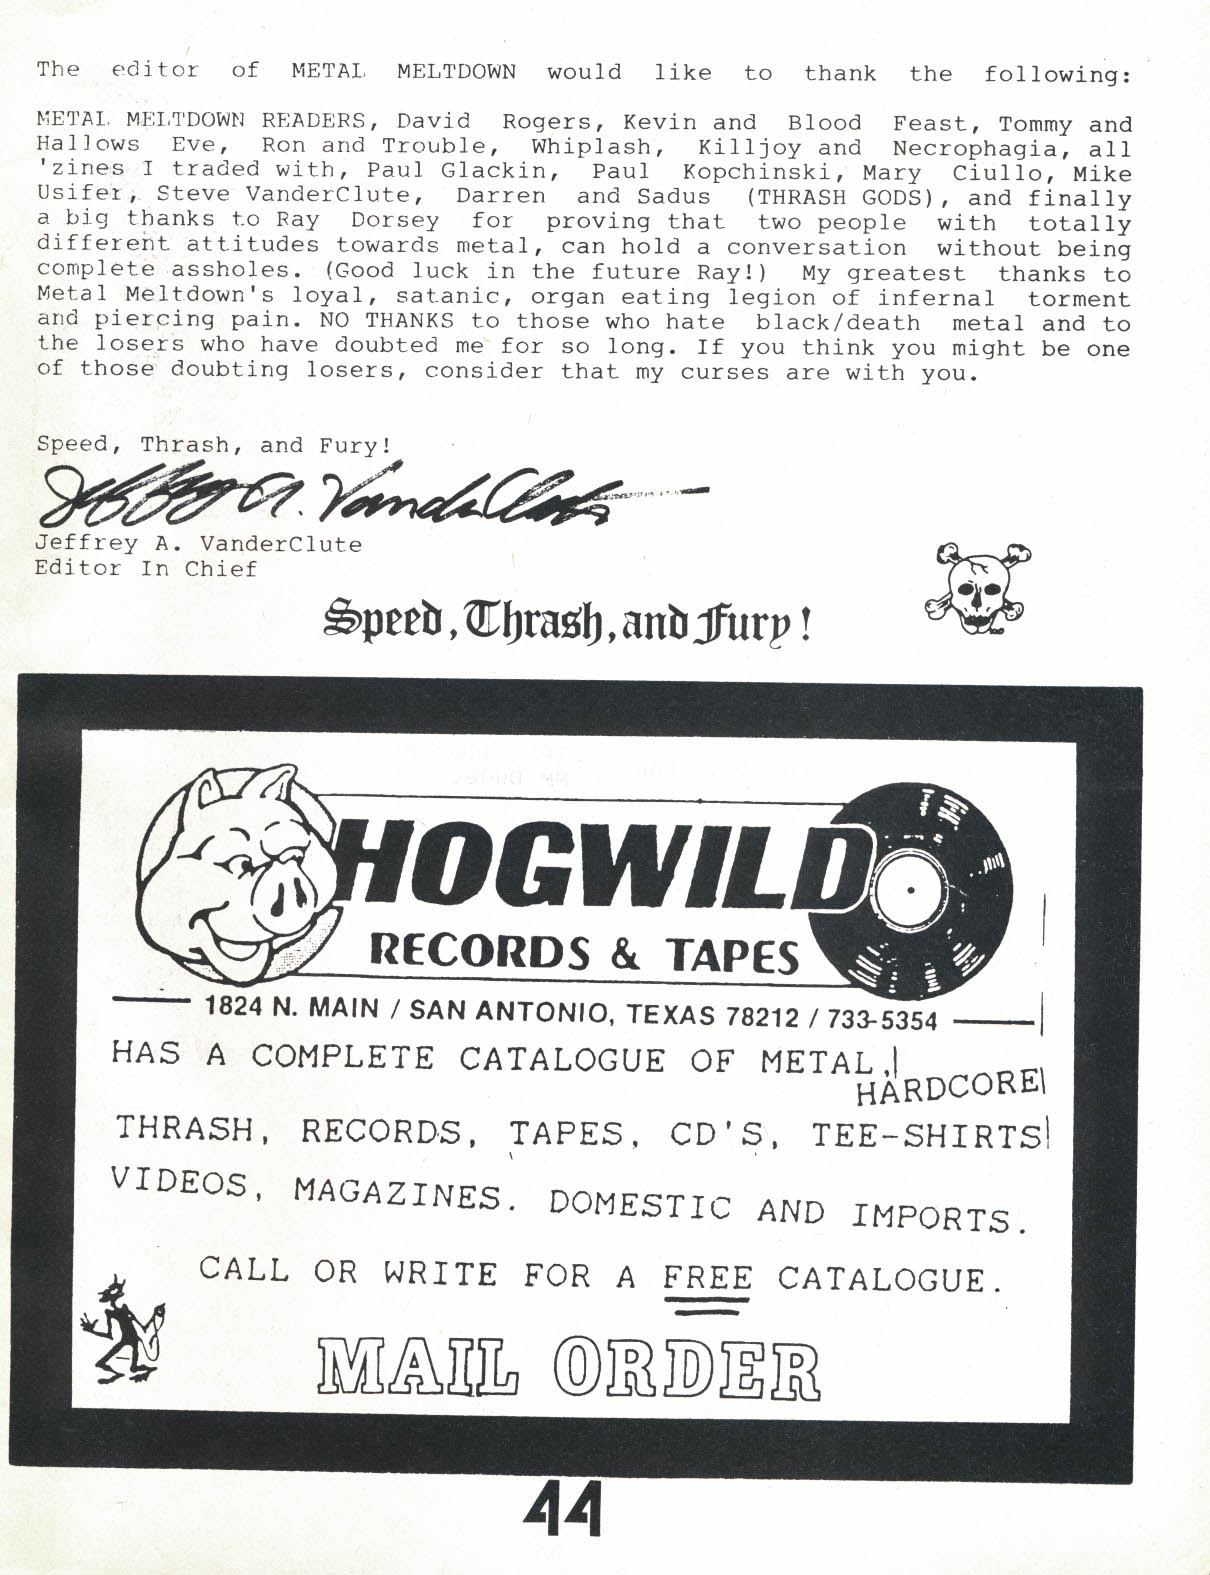 The editor of METAL MELTDOWN would like to thank the following:
METAL MELTDOWN READERS, David Rogers, Kevin and Blood Feast, Tommy and
Hallows Eve, Ron and Trouble, Whiplash, Killjoy and Necrophagia, all
'zines I traded with, Paul Glackin, Paul Kopchinski, Mary Ciullo, Mike
Usifer, Steve VanderClute, Darren and Sadus (THRASH GODS), and finally
a big thanks to Ray Dorsey for proving that two people with totally
different attitudes towards metal, can hold a conversation without being
complete assholes. (Good luck in the future Ray!) My greatest thanks to
Metal Meltdown's loyal, satanic, organ eating legion of infernal torment
and piercing pain. NO THANKS to those who hate black/death metal and to
the losers who have doubted me for so long. If you think you might be one
of those doubting losers, consider that my curses are with you.
Speed, Thrash, and Fury!
Jeffrey A. VanderClute
Jeffrey A. VanderClute
Editor In Chief
Speed, Thrash, and Fury!
HOGWILD
RECORDS & TAPES
1824 N. MAIN / SAN ANTONIO, TEXAS 78212 / 733-5354
HAS A COMPLETE CATALOGUE OF METAL,
HARDCORE
THRASH, RECORDS, TAPES, CD'S, TEE-SHIRTS
VIDEOS, MAGAZINES. DOMESTIC AND IMPORTS.
CALL OR WRITE FOR A FREE CATALOGUE.
MAIL ORDER
44